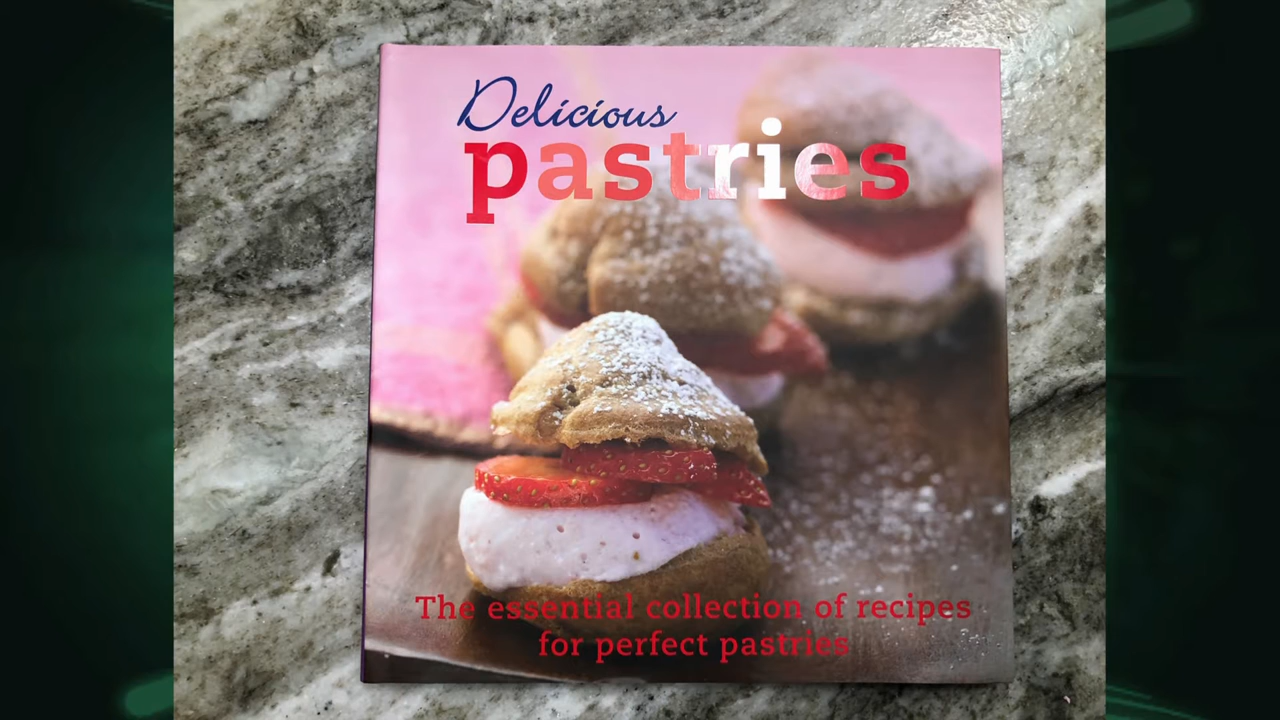 Delicious
pastries
The essential collection of recipes
for perfect pastries